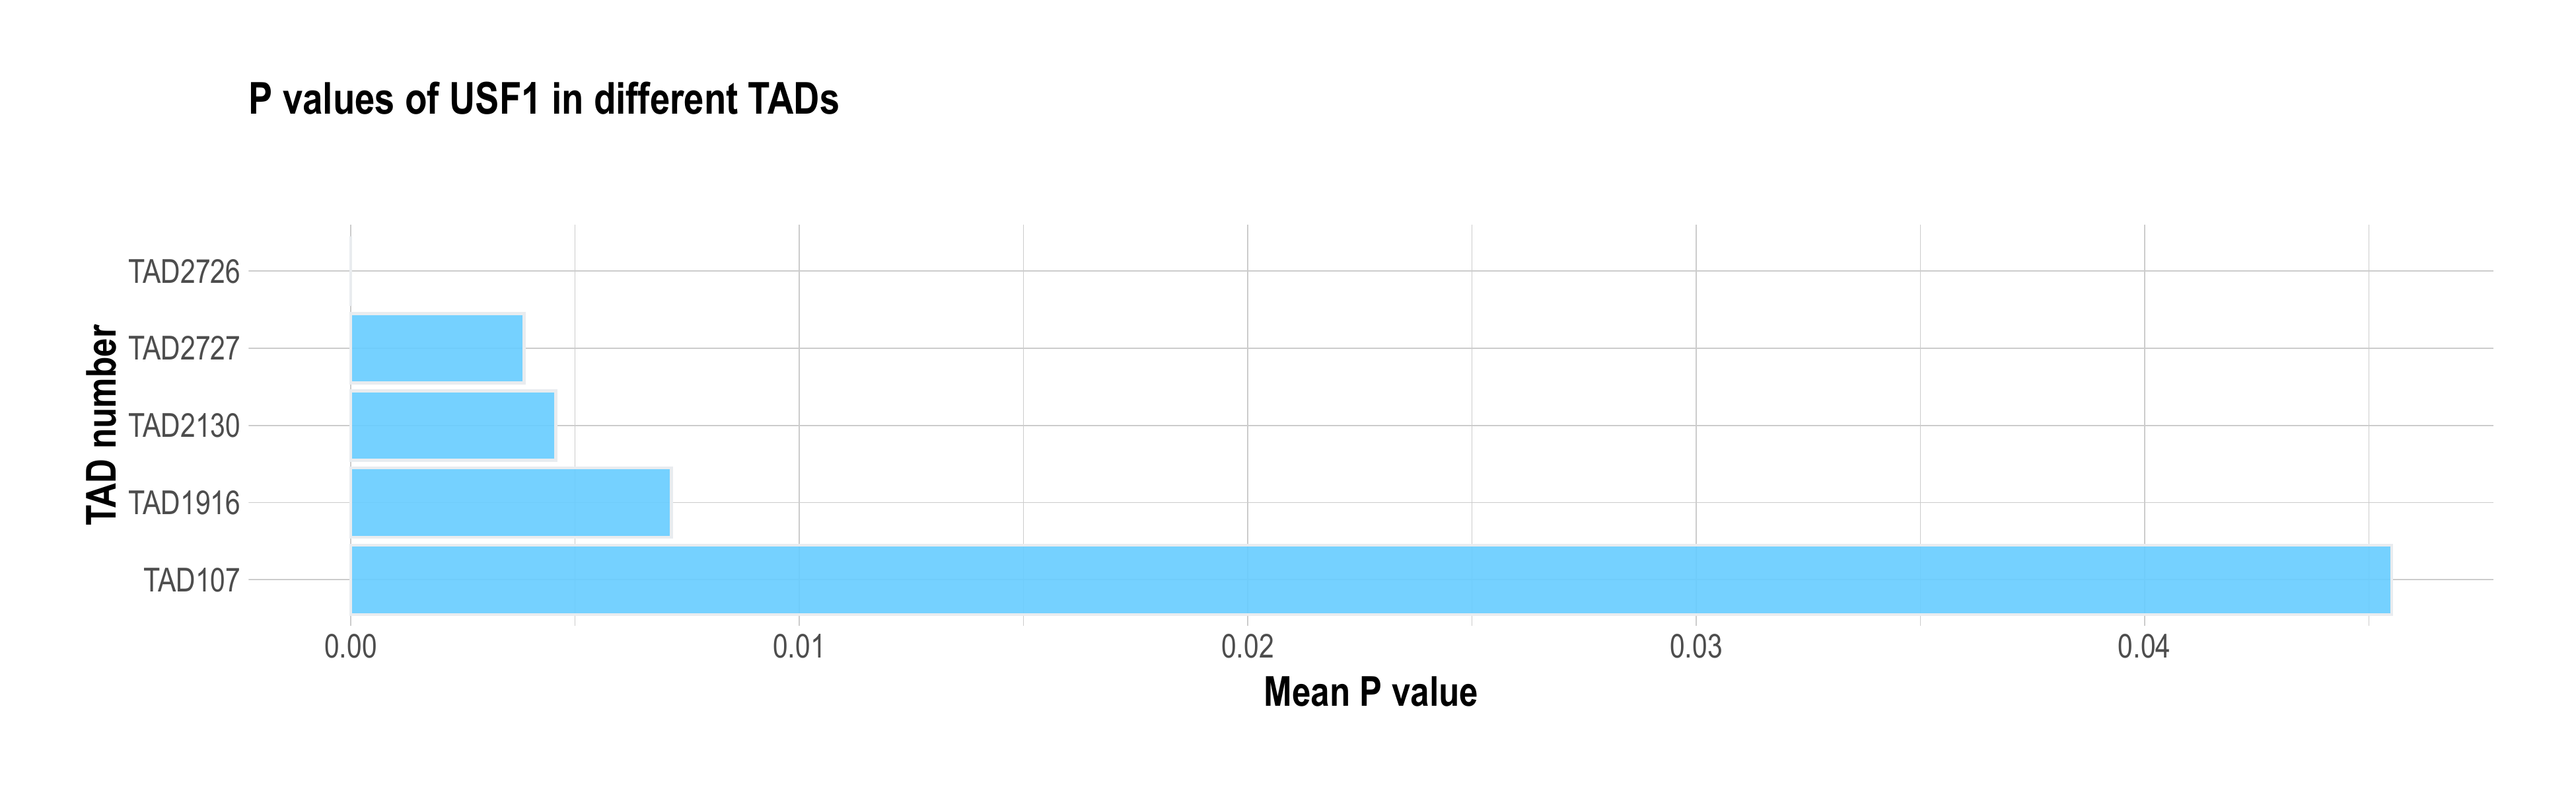 P values of USF1 in different TADs
TAD number
TAD2726
TAD2727
TAD2130
TAD1916
TAD107
0.00 0.01 0.02 0.03 0.04
Mean P value